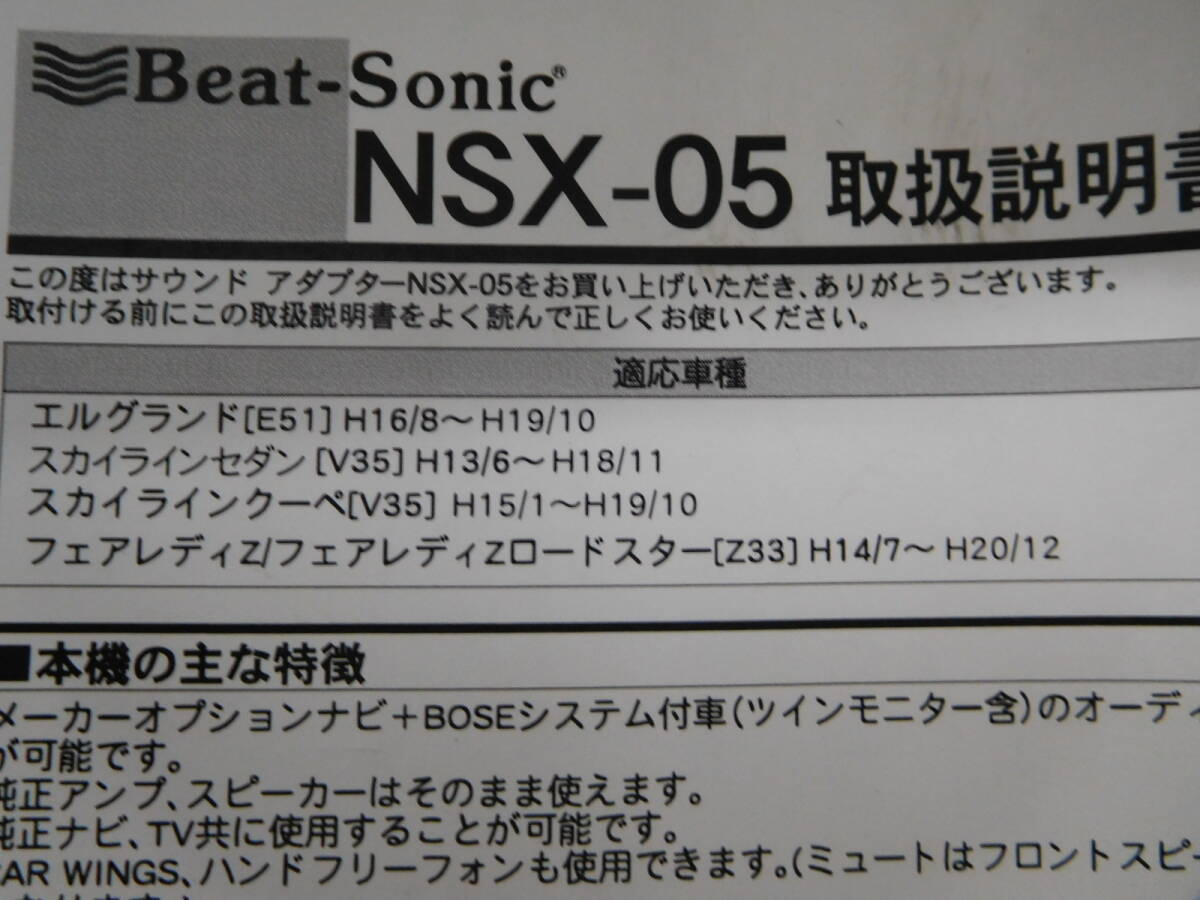 Beat-Sonic®
NSX-05 取扱説明書
この度はサウンド アダプターNSX-05をお買い上げいただき、ありがとうございます。
取付ける前にこの取扱説明書をよく読んで正しくお使いください。
適応車種
エルグランド[E51] H16/8～H19/10
スカイラインセダン [V35] H13/6～H18/11
スカイラインクーペ[V35] H15/1～H19/10
フェアレディZ/フェアレディZロードスター[Z33] H14/7～ H20/12
■本機の主な特徴
メーカーオプションナビ＋BOSEシステム付車(ツインモニター含)のオーディ
が可能です。
純正アンプ、スピーカーはそのまま使えます。
純正ナビ、TV共に使用することが可能です。
CAR WINGS、ハンドフリーフォンも使用できます。(ミュートはフロントスピー